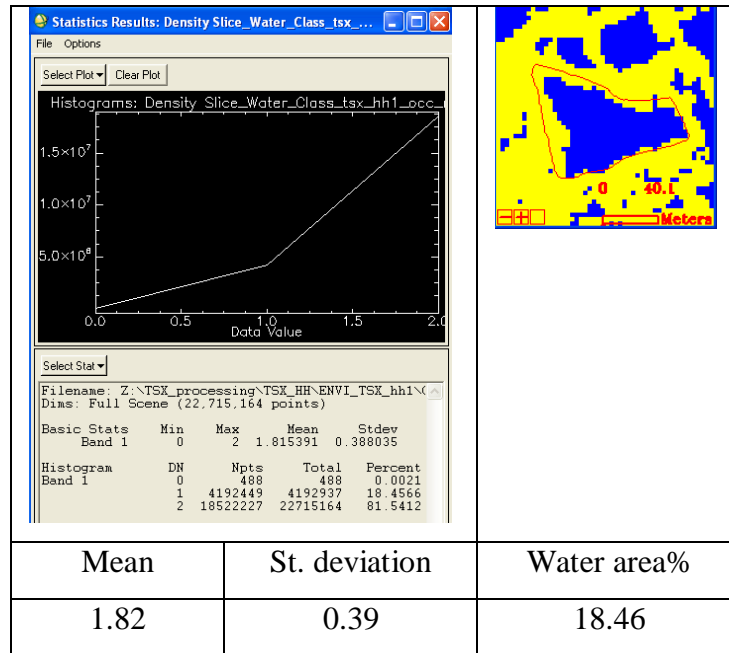 Statistics Results: Density Slice_Water_Class_tsx_...
File Options
Select Plot Clear Plot
Histograms: Density Slice_Water_Class_tsx_hh1_occ_
1.5×10⁷
1.0×10⁷
5.0×10⁶
0.0 0.5 1.0 1.5 2.0
Data Value
Select Stat
Filename: Z:\TSX_processing\TSX_HH\ENVI_TSX_hh1\
Dims: Full Scene (22,715,164 points)
Basic Stats Min Max Mean Stdev
Band 1 0 2 1.815391 0.388035
Histogram DN Npts Total Percent
Band 1 0 488 488 0.0021
1 4192449 4192937 18.4566
2 18522227 22715164 81.5412
0 40.1
Meters
Mean St. deviation Water area%
1.82 0.39 18.46